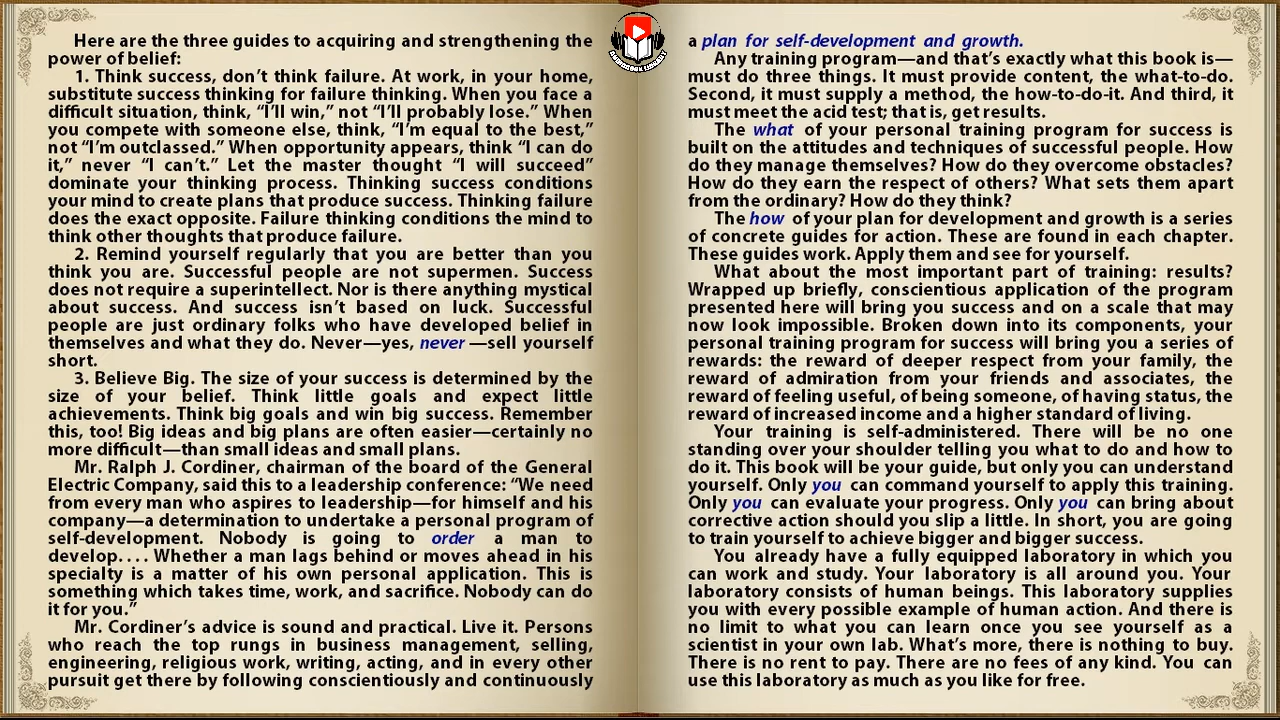 Here are the three guides to acquiring and strengthening the
power of belief:
1. Think success, don’t think failure. At work, in your home,
substitute success thinking for failure thinking. When you face a
difficult situation, think, “I’ll win,” not “I’ll probably lose.” When
you compete with someone else, think, “I’m equal to the best,”
not “I’m outclassed.” When opportunity appears, think “I can do
it,” never “I can’t.” Let the master thought “I will succeed”
dominate your thinking process. Thinking success conditions
your mind to create plans that produce success. Thinking failure
does the exact opposite. Failure thinking conditions the mind to
think other thoughts that produce failure.
2. Remind yourself regularly that you are better than you
think you are. Successful people are not supermen. Success
does not require a superintellect. Nor is there anything mystical
about success. And success isn’t based on luck. Successful
people are just ordinary folks who have developed belief in
themselves and what they do. Never—yes, never —sell yourself
short.
3. Believe Big. The size of your success is determined by the
size of your belief. Think little goals and expect little
achievements. Think big goals and win big success. Remember
this, too! Big ideas and big plans are often easier—certainly no
more difficult—than small ideas and small plans.
Mr. Ralph J. Cordiner, chairman of the board of the General
Electric Company, said this to a leadership conference: “We need
from every man who aspires to leadership—for himself and his
company—a determination to undertake a personal program of
self-development. Nobody is going to order a man to
develop.... Whether a man lags behind or moves ahead in his
specialty is a matter of his own personal application. This is
something which takes time, work, and sacrifice. Nobody can do
it for you.”
Mr. Cordiner’s advice is sound and practical. Live it. Persons
who reach the top rungs in business management, selling,
engineering, religious work, writing, acting, and in every other
pursuit get there by following conscientiously and continuously
a plan for self-development and growth.
Any training program—and that’s exactly what this book is—
must do three things. It must provide content, the what-to-do.
Second, it must supply a method, the how-to-do-it. And third, it
must meet the acid test; that is, get results.
The what of your personal training program for success is
built on the attitudes and techniques of successful people. How
do they manage themselves? How do they overcome obstacles?
How do they earn the respect of others? What sets them apart
from the ordinary? How do they think?
The how of your plan for development and growth is a series
of concrete guides for action. These are found in each chapter.
These guides work. Apply them and see for yourself.
What about the most important part of training: results?
Wrapped up briefly, conscientious application of the program
presented here will bring you success and on a scale that may
now look impossible. Broken down into its components, your
personal training program for success will bring you a series of
rewards: the reward of deeper respect from your family, the
reward of admiration from your friends and associates, the
reward of feeling useful, of being someone, of having status, the
reward of increased income and a higher standard of living.
Your training is self-administered. There will be no one
standing over your shoulder telling you what to do and how to
do it. This book will be your guide, but only you can understand
yourself. Only you can command yourself to apply this training.
Only you can evaluate your progress. Only you can bring about
corrective action should you slip a little. In short, you are going
to train yourself to achieve bigger and bigger success.
You already have a fully equipped laboratory in which you
can work and study. Your laboratory is all around you. Your
laboratory consists of human beings. This laboratory supplies
you with every possible example of human action. And there is
no limit to what you can learn once you see yourself as a
scientist in your own lab. What’s more, there is nothing to buy.
There is no rent to pay. There are no fees of any kind. You can
use this laboratory as much as you like for free.